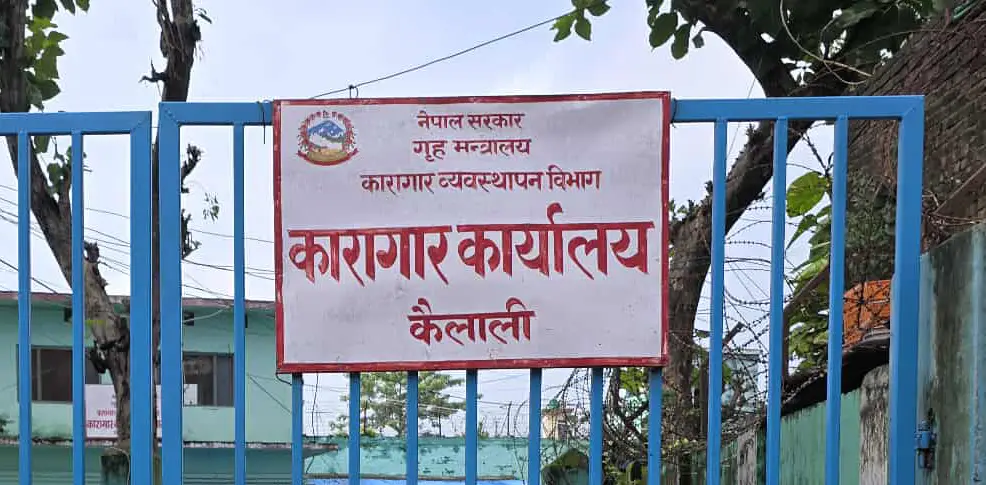 नेपाल सरकार
गृह मन्त्रालय
कारागार व्यवस्थापन विभाग
कारागार कार्यालय
कैलाली